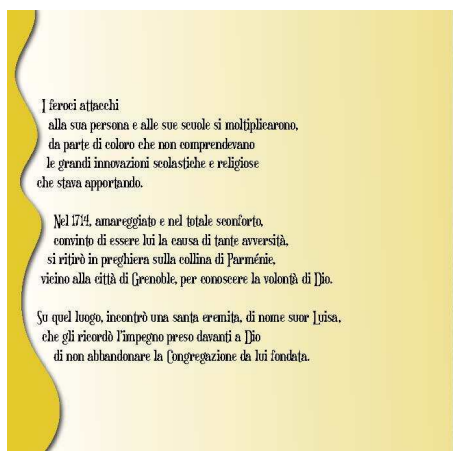 I feroci attacchi
alla sua persona e alle sue scuole si moltiplicarono,
da parte di coloro che non comprendevano
le grandi innovazioni scolastiche e religiose
che stava apportando.
Nel 1714, amareggiato e nel totale sconforto,
convinto di essere lui la causa di tante avversità,
si ritirò in preghiera sulla collina di Parménie,
vicino alla città di Grenoble, per conoscere la volontà di Dio.
Su quel luogo, incontrò una santa eremita, di nome suor Luisa,
che gli ricordò l'impegno preso davanti a Dio
di non abbandonare la Congregazione da lui fondata.